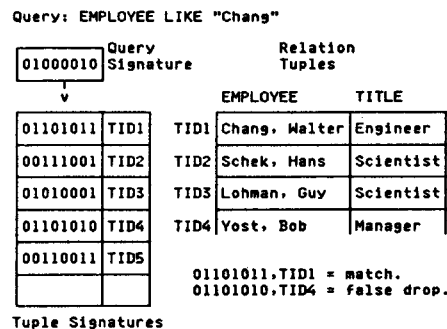 Query: EMPLOYEE LIKE "Chang"
01000010
Query
Signature
Relation
Tuples
EMPLOYEE TITLE
01101011 TID1 TID1 Chang, Walter Engineer
00111001 TID2 TID2 Schek, Hans Scientist
01010001 TID3 TID3 Lohman, Guy Scientist
01101010 TID4 TID4 Yost, Bob Manager
00110011 TID5
01101011,TID1 = match.
01101010,TID4 = false drop.
Tuple Signatures